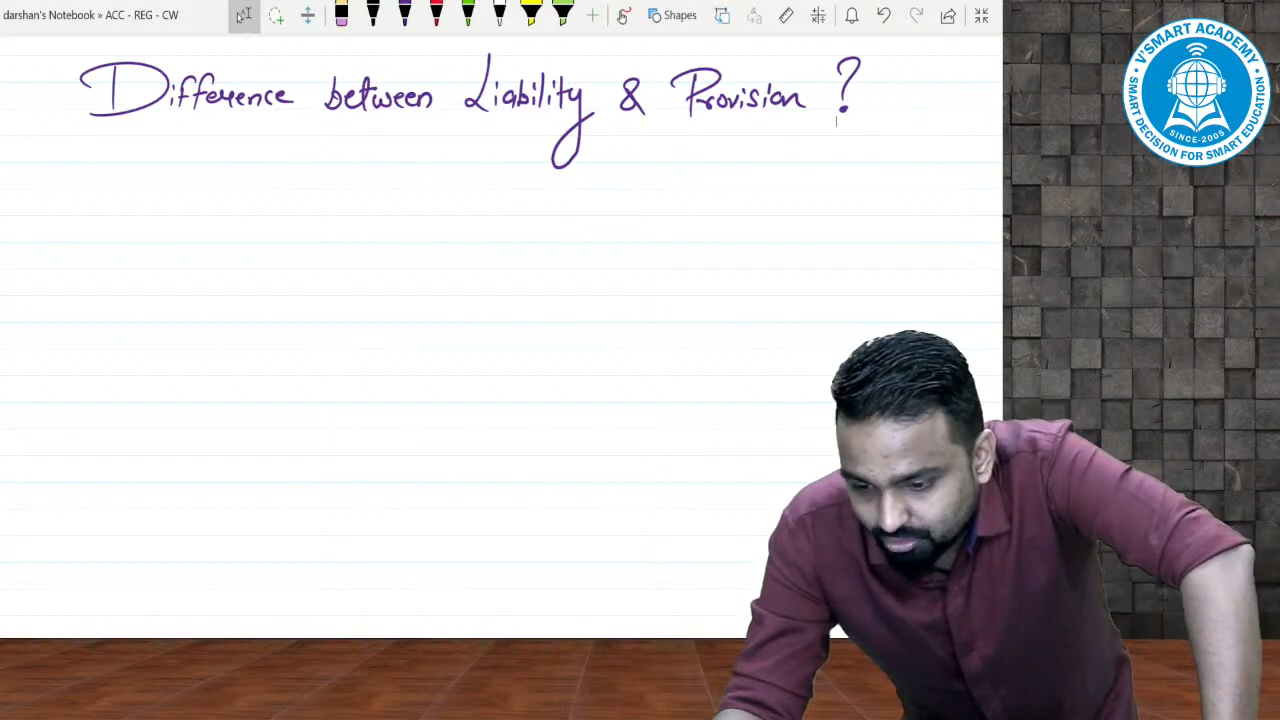 darshan's Notebook » ACC - REG - CW
Shapes
Difference between Liability & Provision ?
V'SMART ACADEMY
SINCE-2005
SMART DECISION FOR SMART EDUCATION